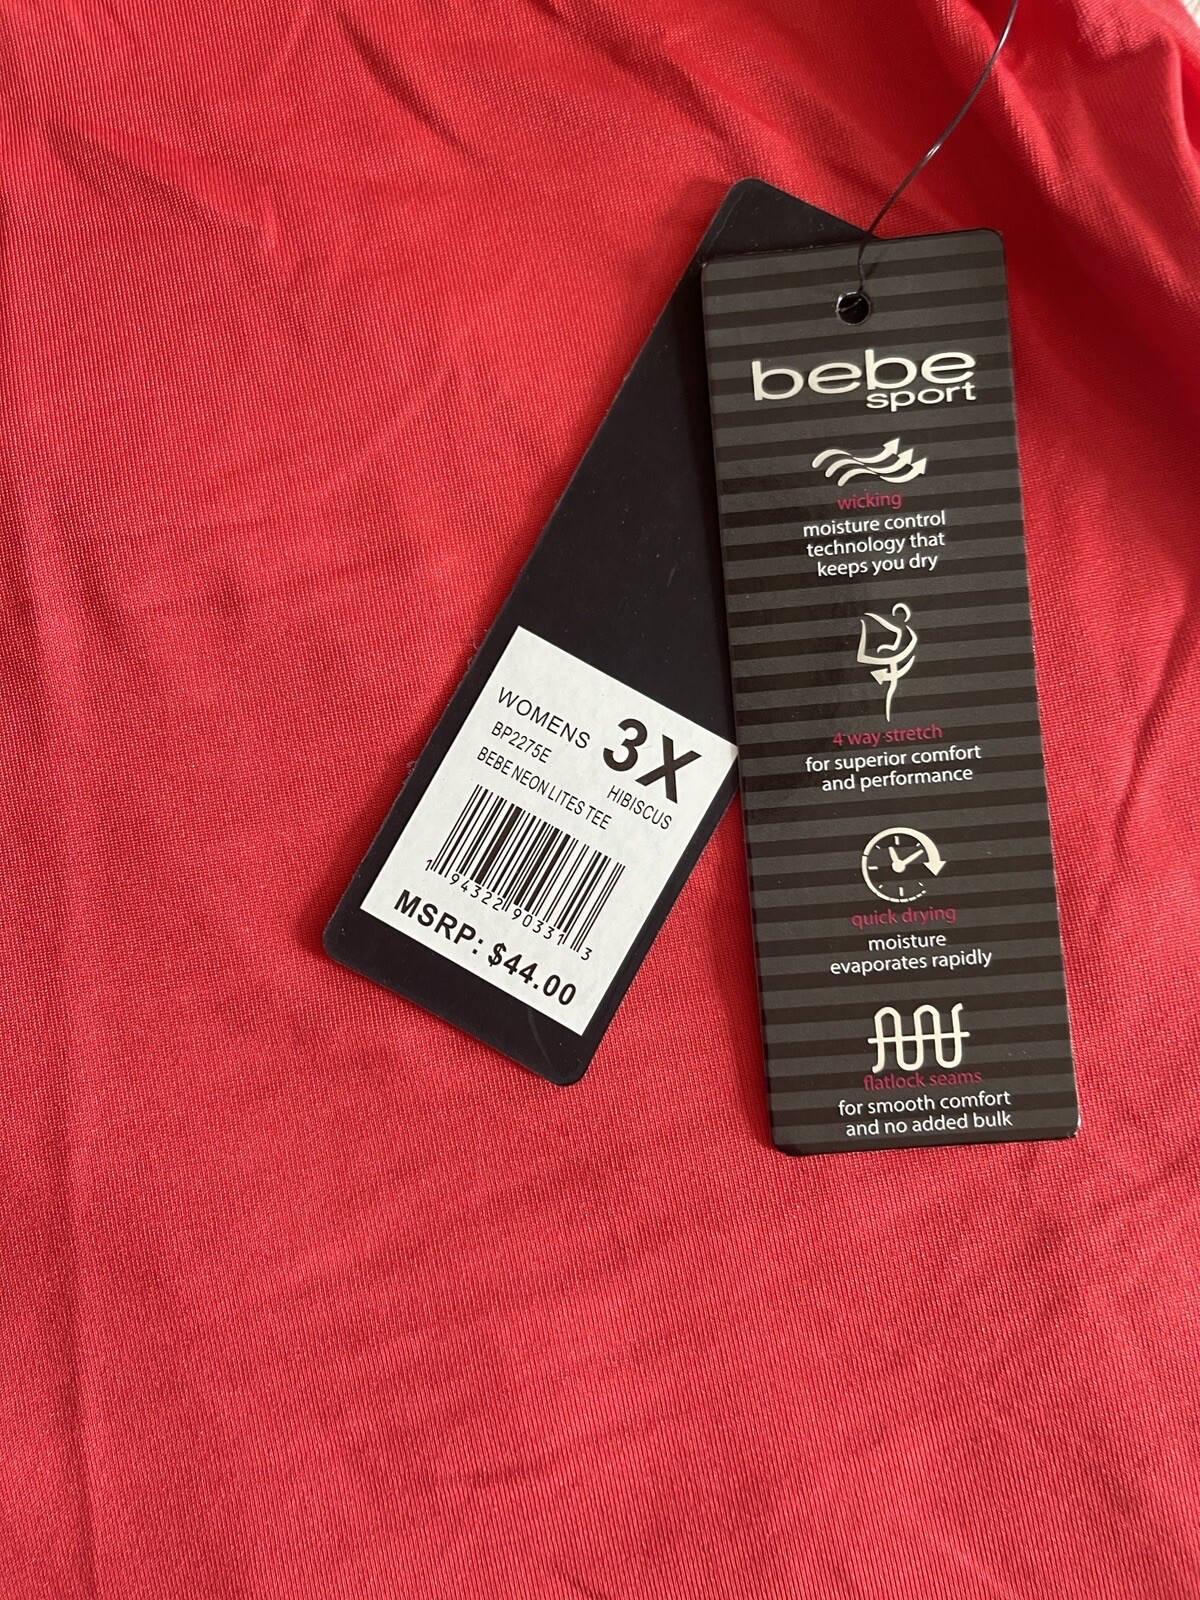 bebe
sport
wicking
moisture control
technology that
keeps you dry
4 way stretch
for superior comfort
and performance
quick drying
moisture
evaporates rapidly
flatlock seams
for smooth comfort
and no added bulk
WOMENS 3X
BP2275E
HIBISCUS
BEBE NEON LITES TEE
1 94322 90331 3
MSRP: $44.00